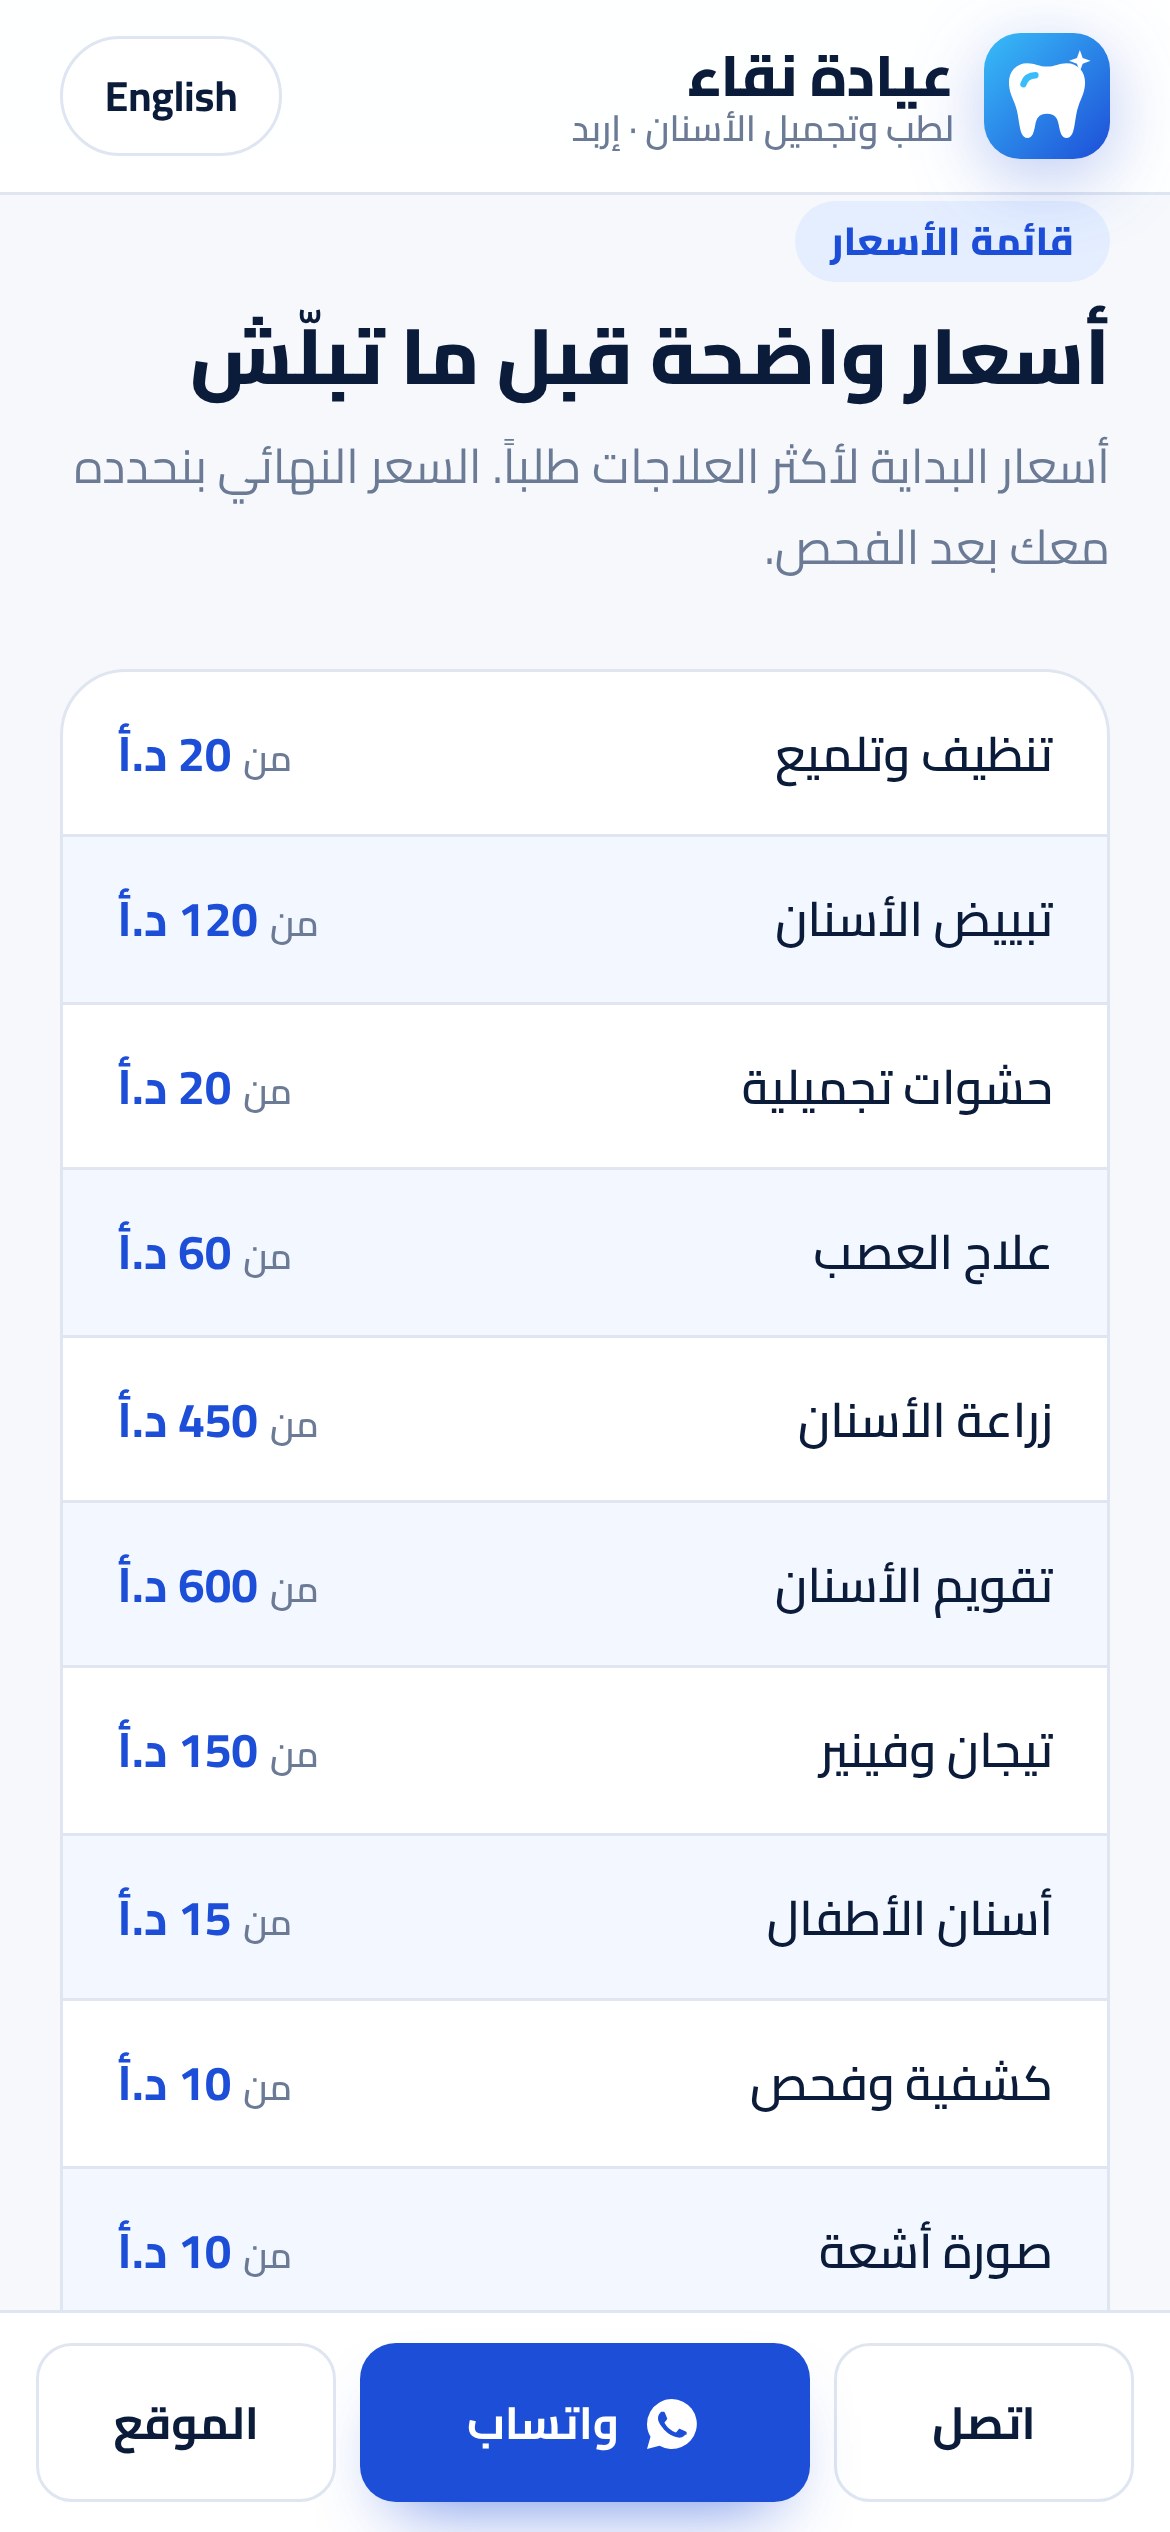 عيادة نقاء
لطب وتجميل الأسنان · إربد
English
قائمة الأسعار
أسعار واضحة قبل ما تبلّش
أسعار البداية لأكثر العلاجات طلباً. السعر النهائي بنحدده
معك بعد الفحص.
تنظيف وتلميع من 20 د.أ
تبييض الأسنان من 120 د.أ
حشوات تجميلية من 20 د.أ
علاج العصب من 60 د.أ
زراعة الأسنان من 450 د.أ
تقويم الأسنان من 600 د.أ
تيجان وفينير من 150 د.أ
أسنان الأطفال من 15 د.أ
كشفية وفحص من 10 د.أ
صورة أشعة من 10 د.أ
اتصل
واتساب
الموقع